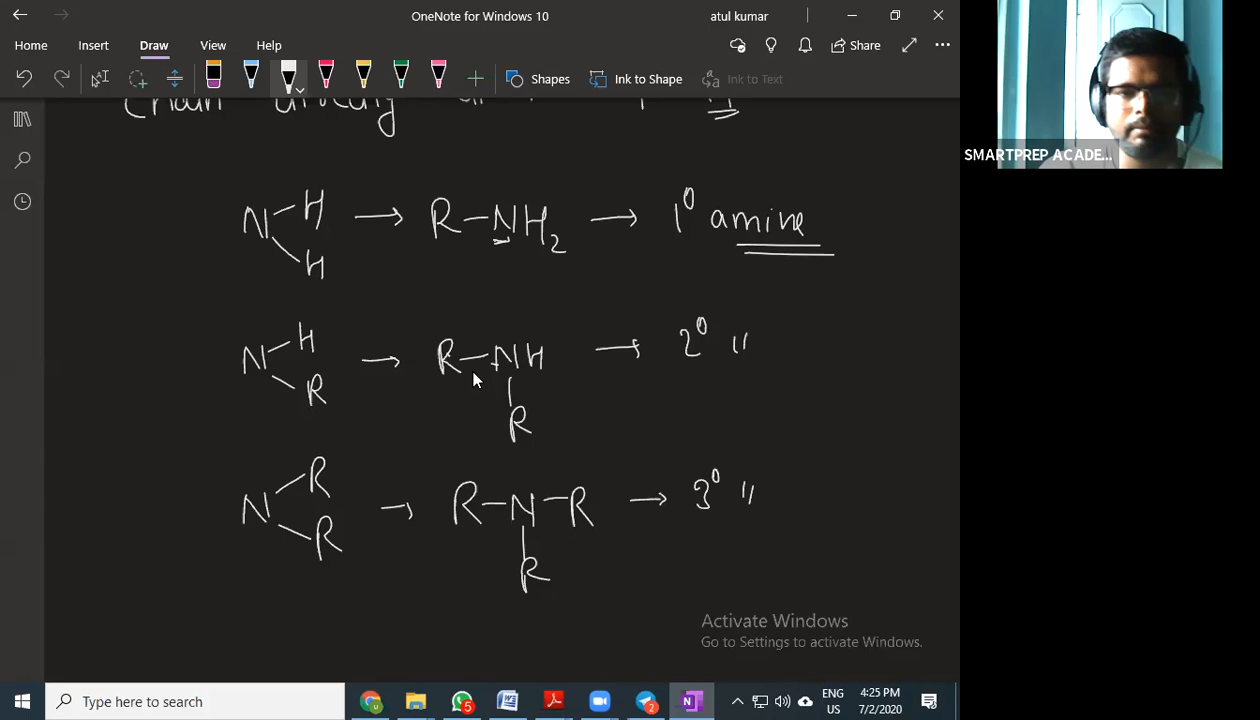 OneNote for Windows 10
atul kumar
Home Insert Draw View Help
Share
Shapes Ink to Shape Ink to Text
SMARTPREP ACADE...
N H H → R-NH2 → 1° amine
N H R → R-NH R → 2° "
N R R → R-N-R R → 3° "
Activate Windows
Go to Settings to activate Windows.
Type here to search
5
2
ENG
US
4:25 PM
7/2/2020